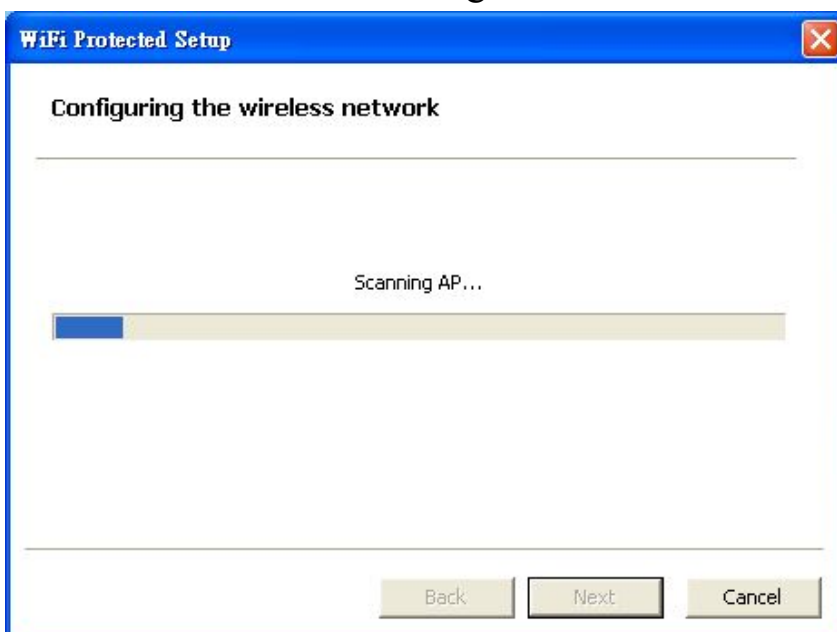 WiFi Protected Setup
Configuring the wireless network
Scanning AP...
Back Next Cancel